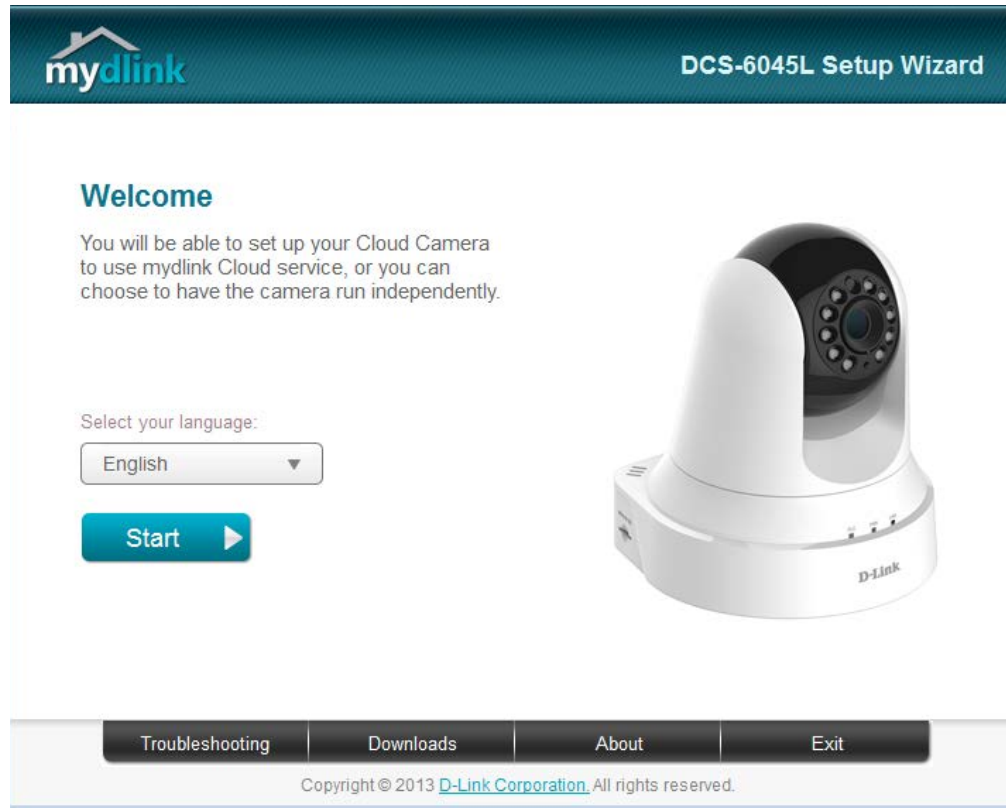 mydlink
DCS-6045L Setup Wizard
Welcome
You will be able to set up your Cloud Camera
to use mydlink Cloud service, or you can
choose to have the camera run independently.
Select your language:
English
Start
D-Link
Troubleshooting
Downloads
About
Exit
Copyright © 2013 D-Link Corporation. All rights reserved.